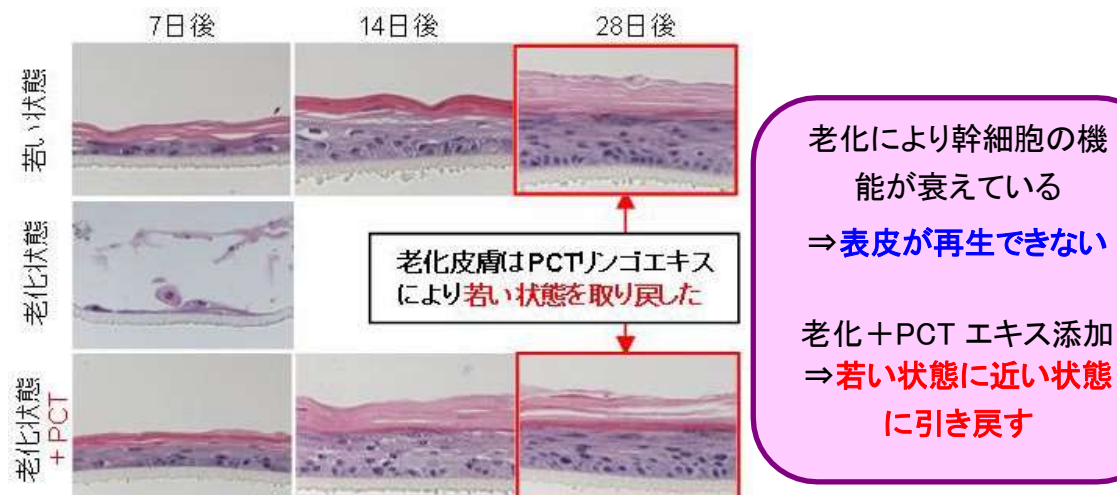 7日後
14日後
28日後
若い状態
老化状態
老化状態
+ PCT
老化皮膚はPCTリンゴエキス
により若い状態を取り戻した
老化により幹細胞の機
能が衰えている
⇒表皮が再生できない
老化＋PCT エキス添加
⇒若い状態に近い状態
に引き戻す